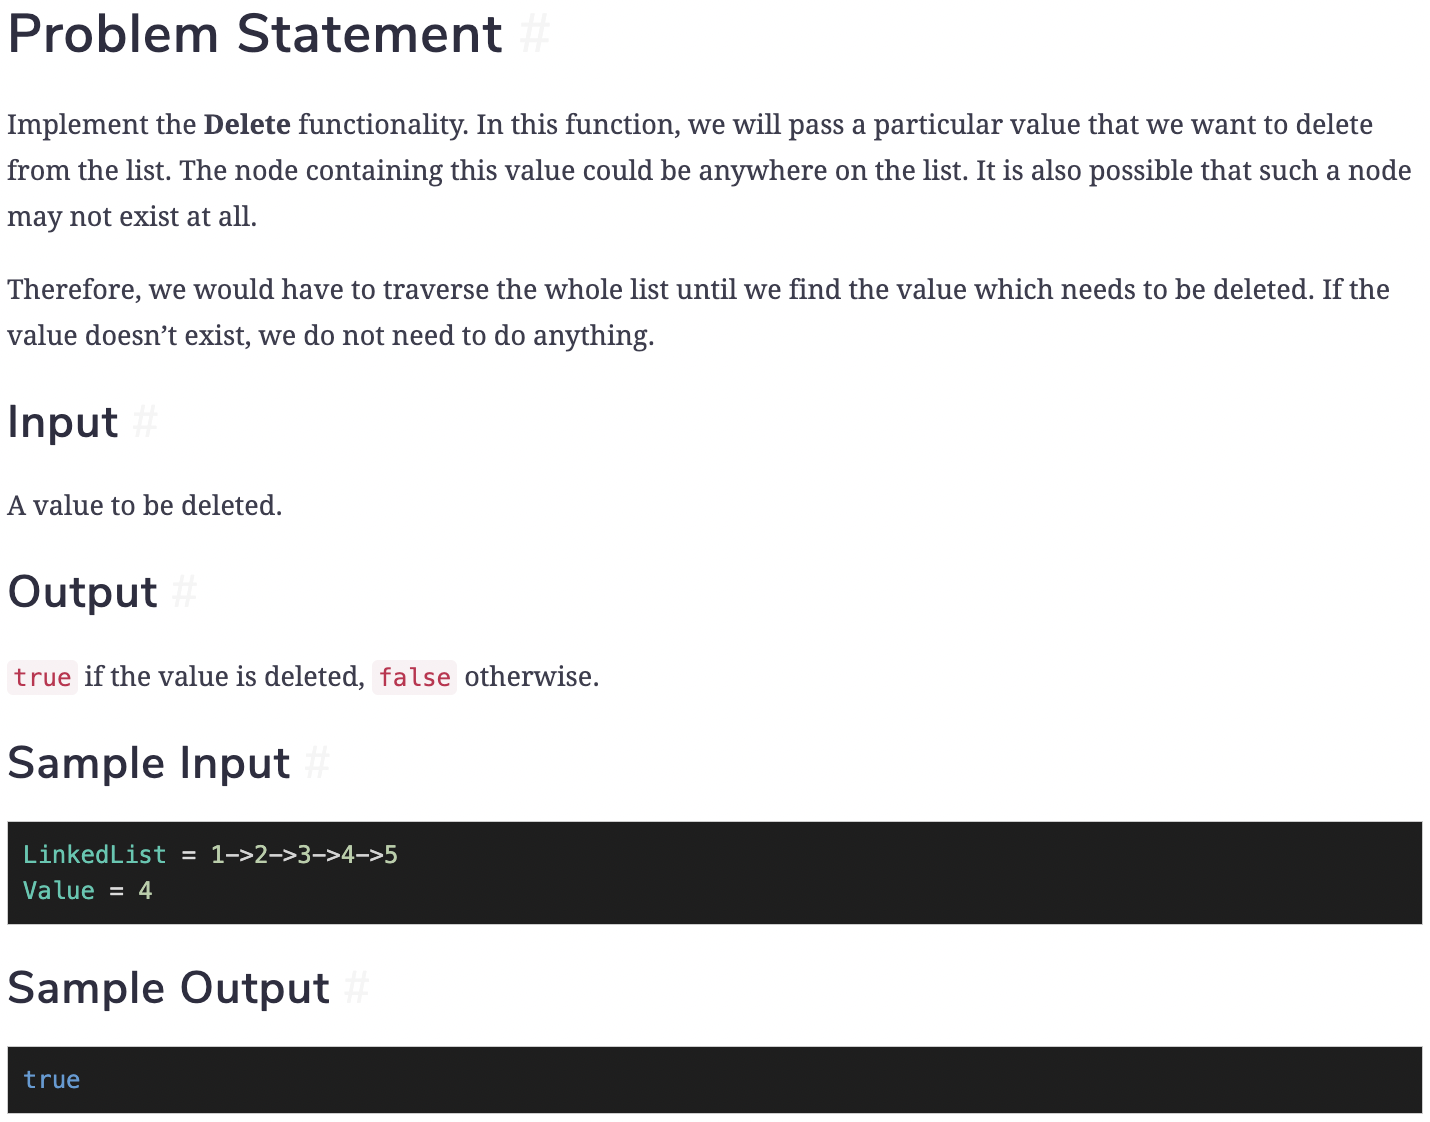 Problem Statement #
Implement the Delete functionality. In this function, we will pass a particular value that we want to delete
from the list. The node containing this value could be anywhere on the list. It is also possible that such a node
may not exist at all.
Therefore, we would have to traverse the whole list until we find the value which needs to be deleted. If the
value doesn’t exist, we do not need to do anything.
Input #
A value to be deleted.
Output #
true if the value is deleted, false otherwise.
Sample Input #
LinkedList = 1->2->3->4->5
Value = 4
Sample Output #
true